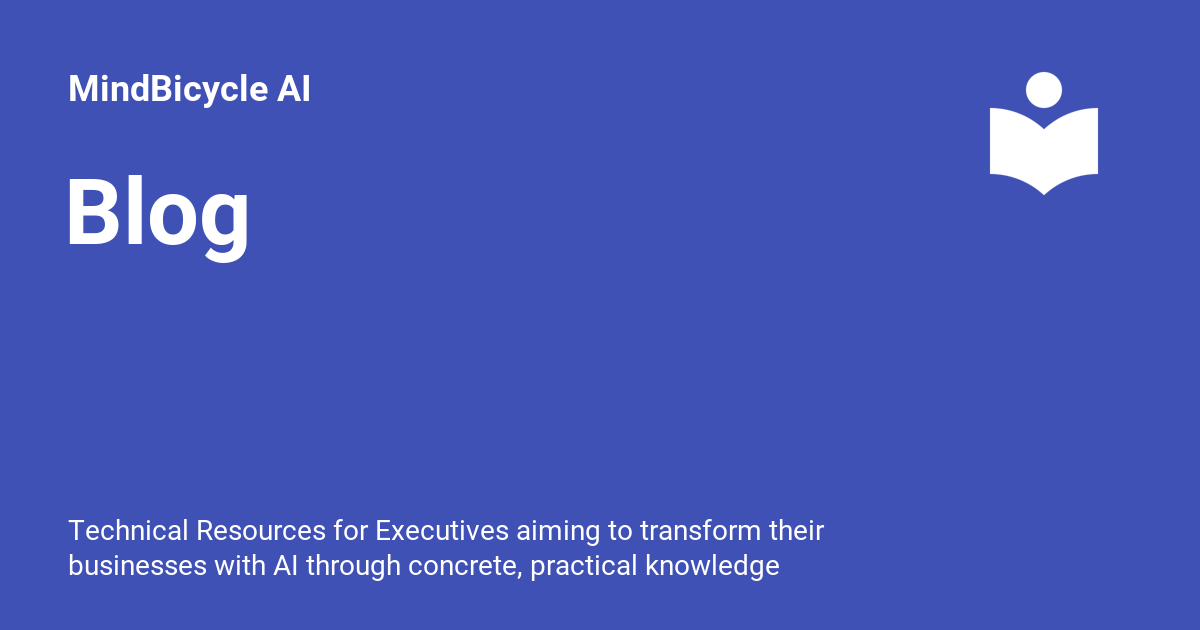 MindBicycle AI
Blog
Technical Resources for Executives aiming to transform their
businesses with AI through concrete, practical knowledge